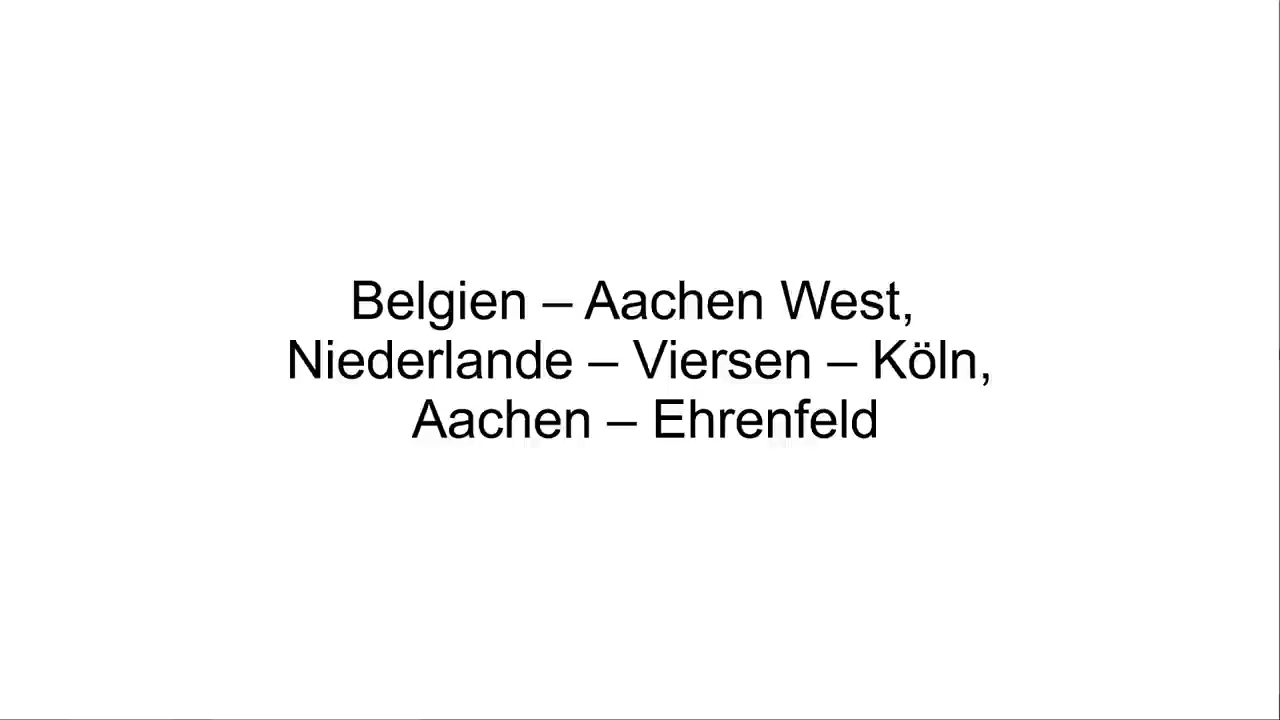 Belgien – Aachen West,
Niederlande – Viersen – Köln,
Aachen – Ehrenfeld